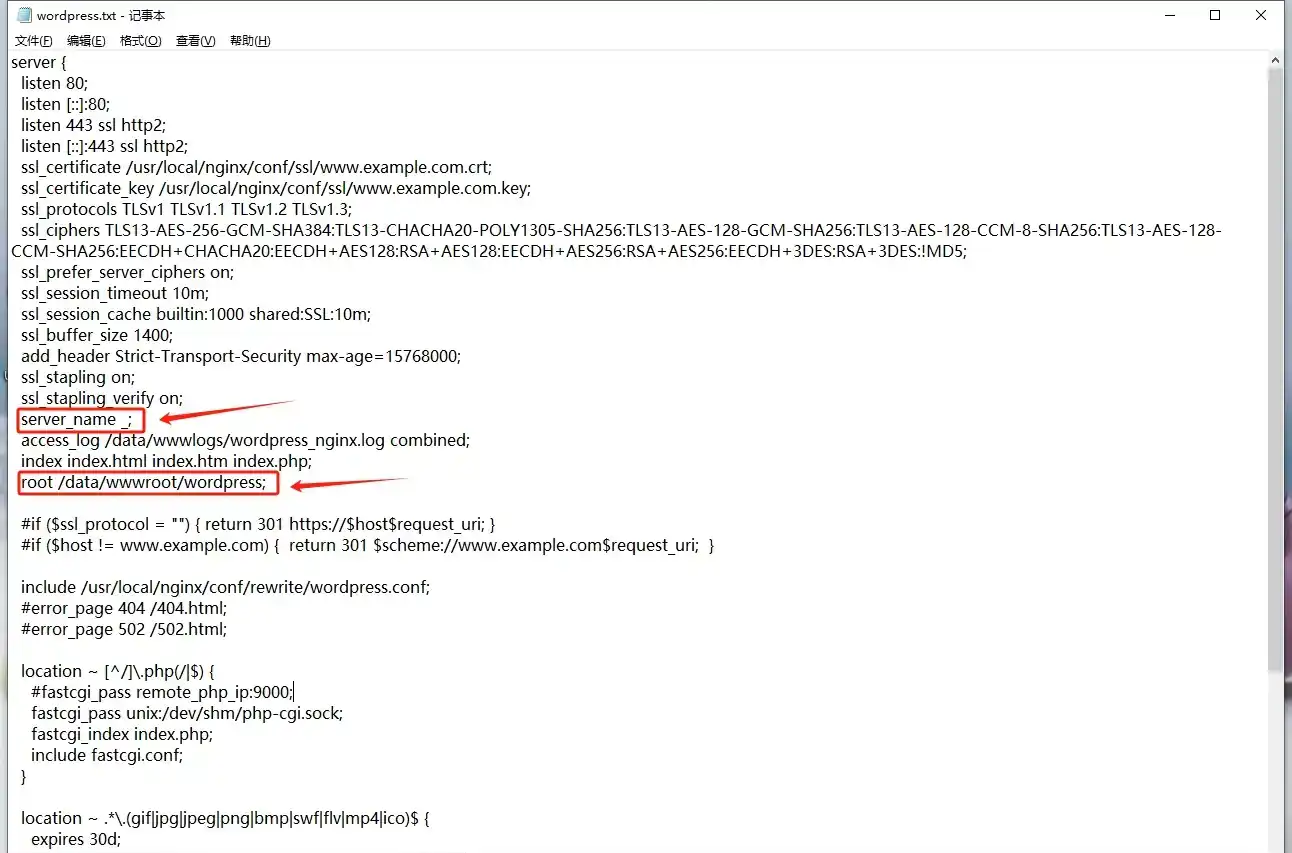 wordpress.txt - 记事本
文件(F) 编辑(E) 格式(O) 查看(V) 帮助(H)
server {
  listen 80;
  listen [::]:80;
  listen 443 ssl http2;
  listen [::]:443 ssl http2;
  ssl_certificate /usr/local/nginx/conf/ssl/www.example.com.crt;
  ssl_certificate_key /usr/local/nginx/conf/ssl/www.example.com.key;
  ssl_protocols TLSv1 TLSv1.1 TLSv1.2 TLSv1.3;
  ssl_ciphers TLS13-AES-256-GCM-SHA384:TLS13-CHACHA20-POLY1305-SHA256:TLS13-AES-128-GCM-SHA256:TLS13-AES-128-CCM-8-SHA256:TLS13-AES-128-
CCM-SHA256:EECDH+CHACHA20:EECDH+AES128:RSA+AES128:EECDH+AES256:RSA+AES256:EECDH+3DES:RSA+3DES:!MD5;
  ssl_prefer_server_ciphers on;
  ssl_session_timeout 10m;
  ssl_session_cache builtin:1000 shared:SSL:10m;
  ssl_buffer_size 1400;
  add_header Strict-Transport-Security max-age=15768000;
  ssl_stapling on;
  ssl_stapling_verify on;
  server_name _;
  access_log /data/wwwlogs/wordpress_nginx.log combined;
  index index.html index.htm index.php;
  root /data/wwwroot/wordpress;
  #if ($ssl_protocol = "") { return 301 https://$host$request_uri; }
  #if ($host != www.example.com) {  return 301 $scheme://www.example.com$request_uri;  }
  include /usr/local/nginx/conf/rewrite/wordpress.conf;
  #error_page 404 /404.html;
  #error_page 502 /502.html;
  location ~ [^/]\.php(/|$) {
    #fastcgi_pass remote_php_ip:9000;
    fastcgi_pass unix:/dev/shm/php-cgi.sock;
    fastcgi_index index.php;
    include fastcgi.conf;
  }
  location ~ .*\.(gif|jpg|jpeg|png|bmp|swf|flv|mp4|ico)$ {
    expires 30d;